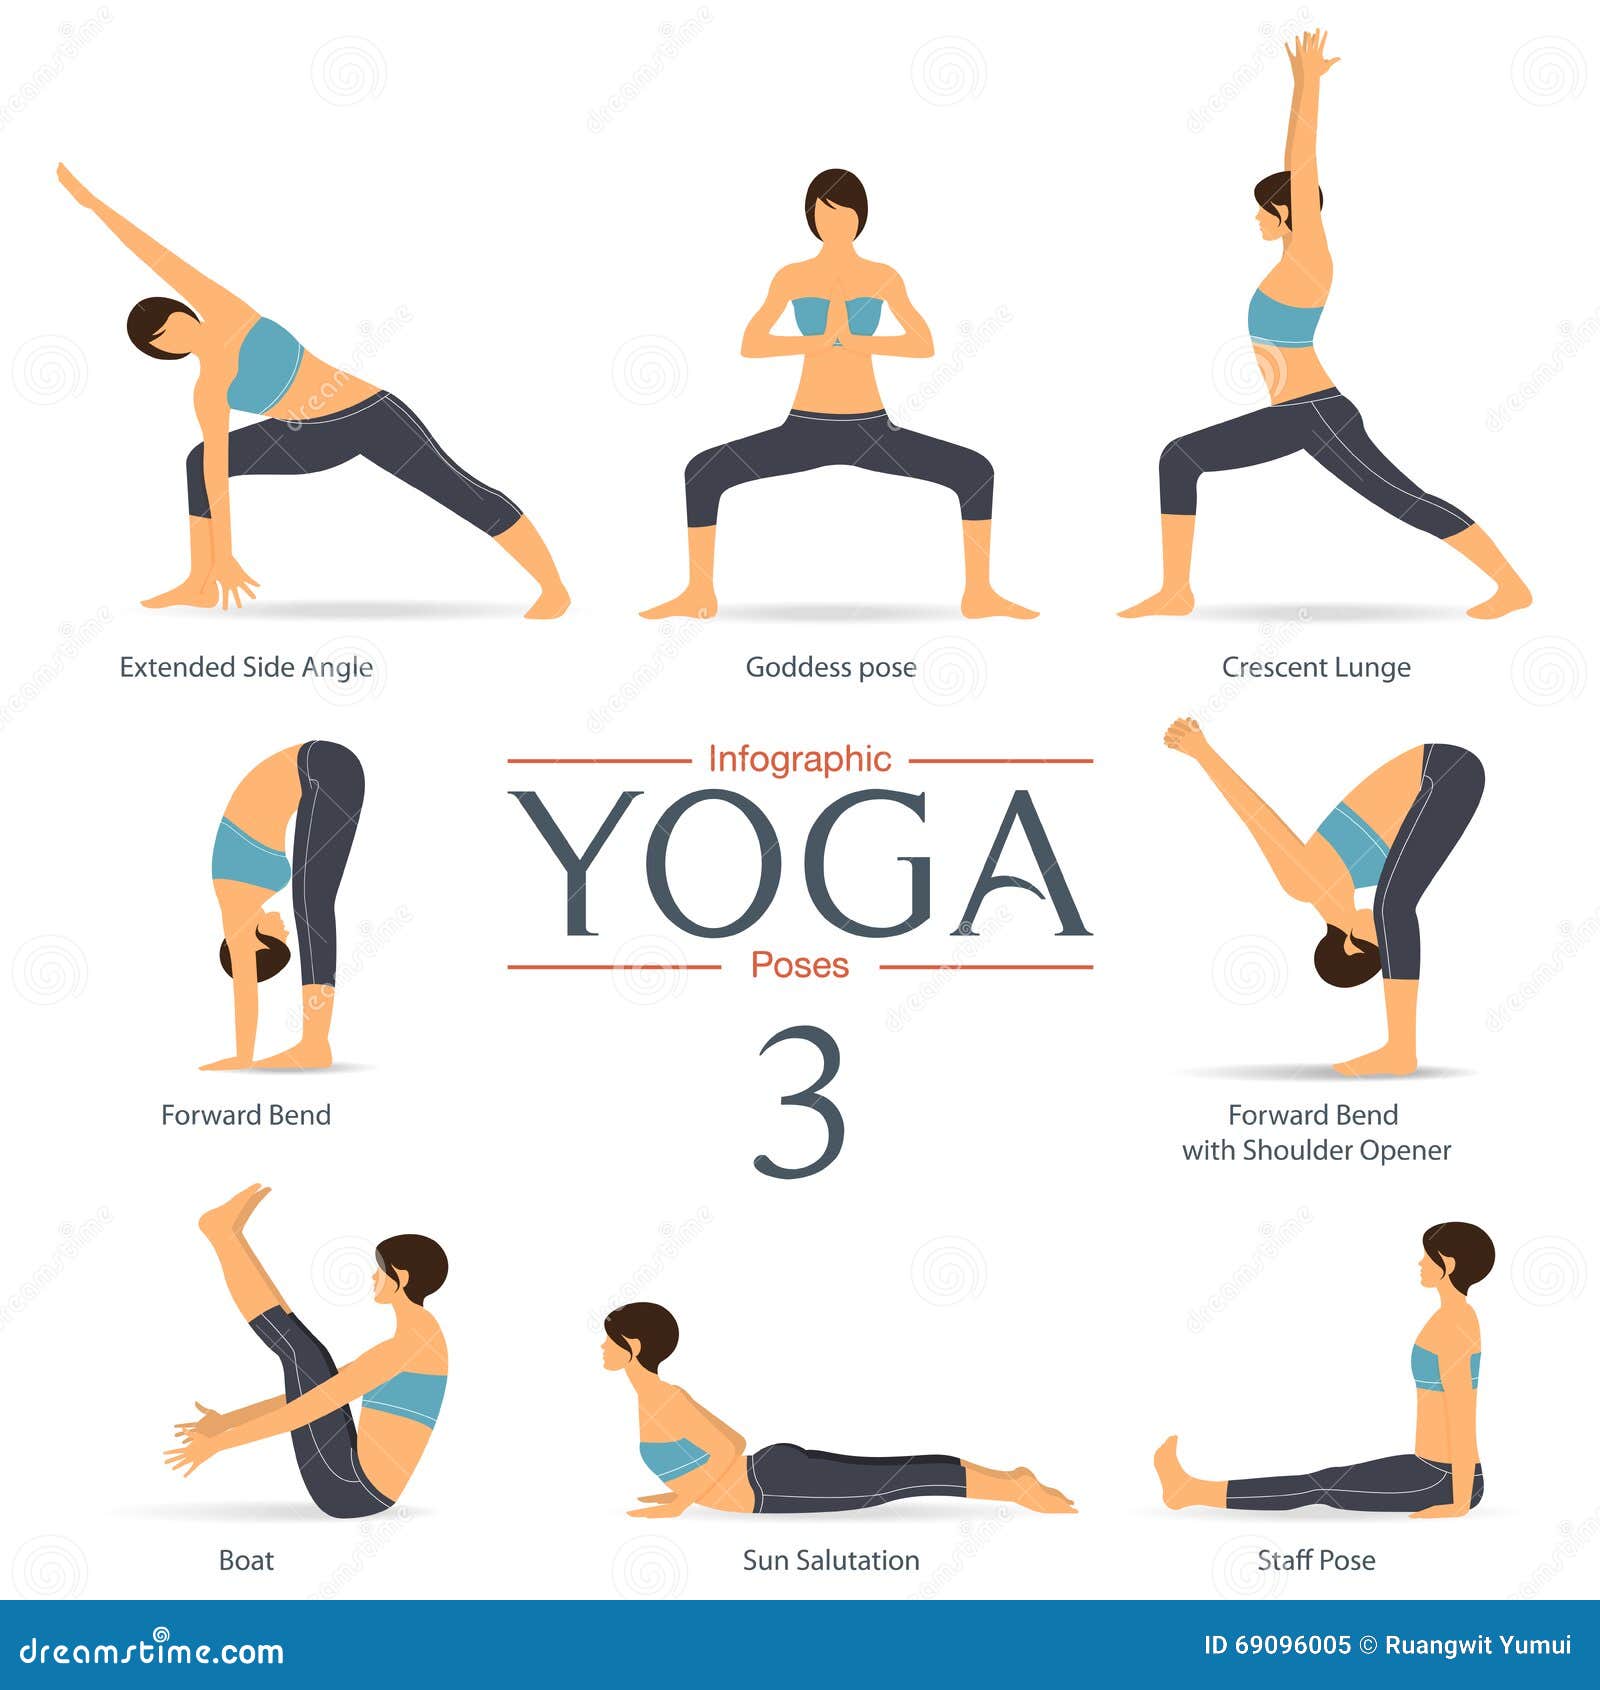 Extended Side Angle
Goddess pose
Crescent Lunge
Infographic
YOGA
Poses
3
Forward Bend
Forward Bend
with Shoulder Opener
Boat
Sun Salutation
Staff Pose
dreamstime.com
ID 69096005 © Ruangwit Yumui